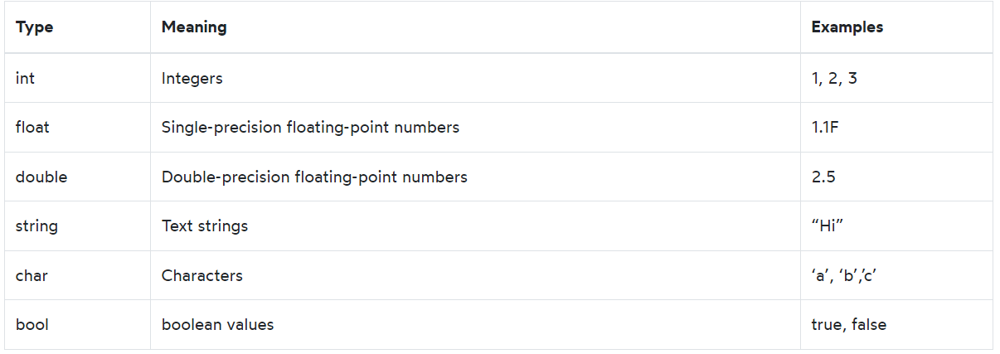 Type Meaning Examples
int Integers 1, 2, 3
float Single-precision floating-point numbers 1.1F
double Double-precision floating-point numbers 2.5
string Text strings “Hi”
char Characters ‘a’, ‘b’,’c’
bool boolean values true, false